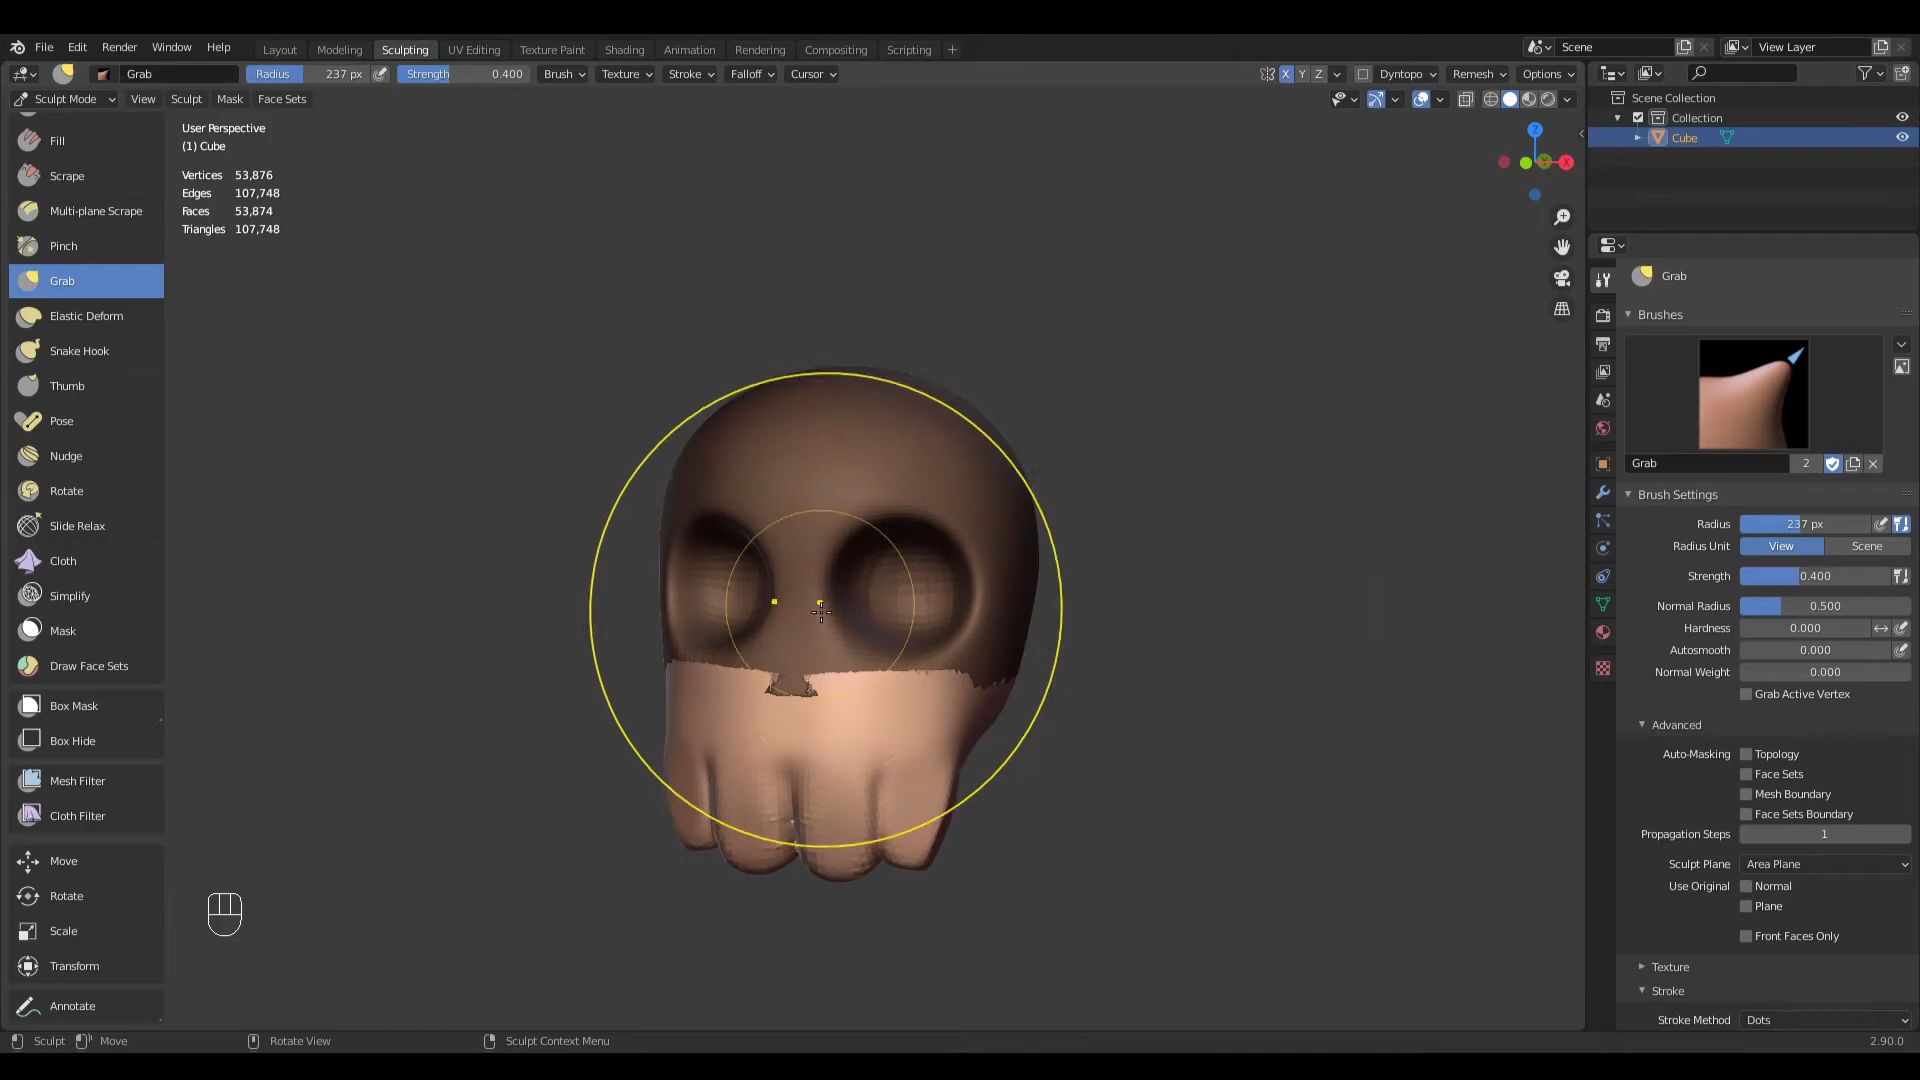 File Edit Render Window Help Layout Modeling Sculpting UV Editing Texture Paint Shading Animation Rendering Compositing Scripting + Scene View Layer
Grab Radius 237 px Strength 0.400 Brush Texture Stroke Falloff Cursor X Y Z Dyntopo Remesh Options
Sculpt Mode View Sculpt Mask Face Sets
Scene Collection
Collection
Cube
Fill
Scrape
Multi-plane Scrape
Pinch
Grab
Elastic Deform
Snake Hook
Thumb
Pose
Nudge
Rotate
Slide Relax
Cloth
Simplify
Mask
Draw Face Sets
Box Mask
Box Hide
Mesh Filter
Cloth Filter
Move
Rotate
Scale
Transform
Annotate
User Perspective
(1) Cube
Vertices 53,876
Edges 107,748
Faces 53,874
Triangles 107,748
Z
X
Grab
Brushes
Grab 2
Brush Settings
Radius 237 px
Radius Unit View Scene
Strength 0.400
Normal Radius 0.500
Hardness 0.000
Autosmooth 0.000
Normal Weight 0.000
Grab Active Vertex
Advanced
Auto-Masking Topology
Face Sets
Mesh Boundary
Face Sets Boundary
Propagation Steps 1
Sculpt Plane Area Plane
Use Original Normal
Plane
Front Faces Only
Texture
Stroke
Stroke Method Dots
Sculpt Move Rotate View Sculpt Context Menu 2.90.0